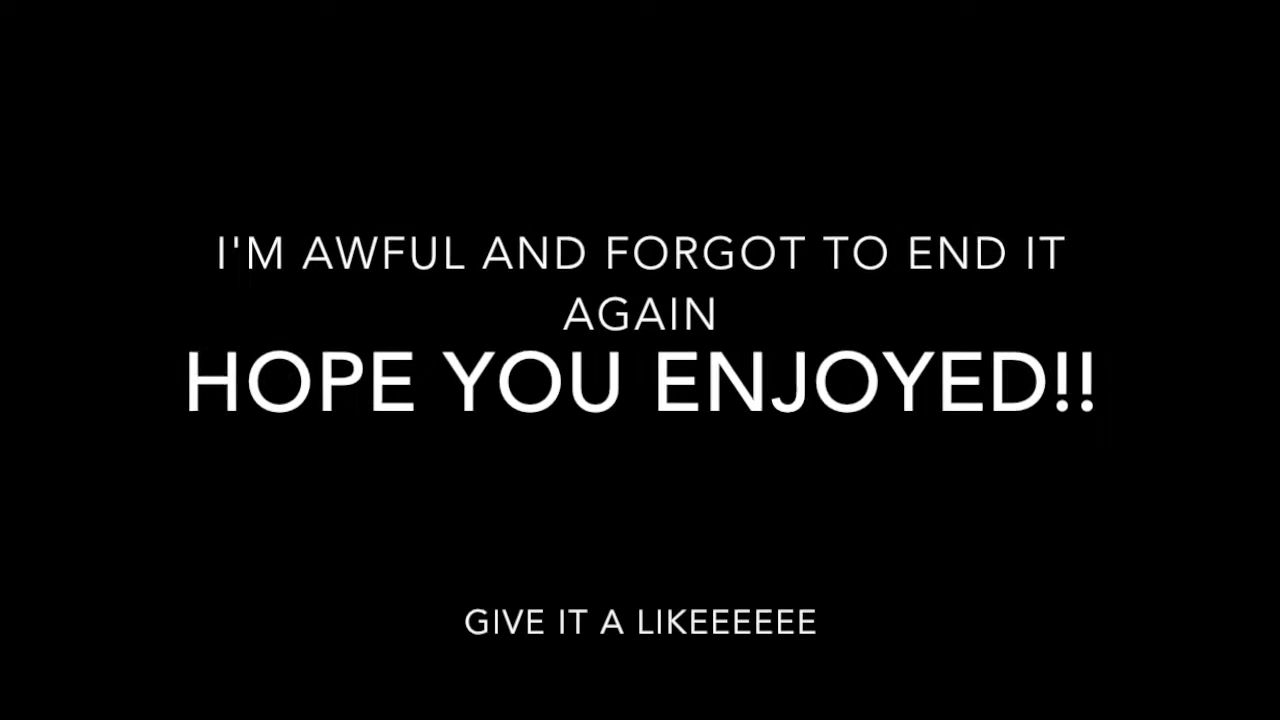 I'M AWFUL AND FORGOT TO END IT
AGAIN
HOPE YOU ENJOYED!!
GIVE IT A LIKEEEEEE